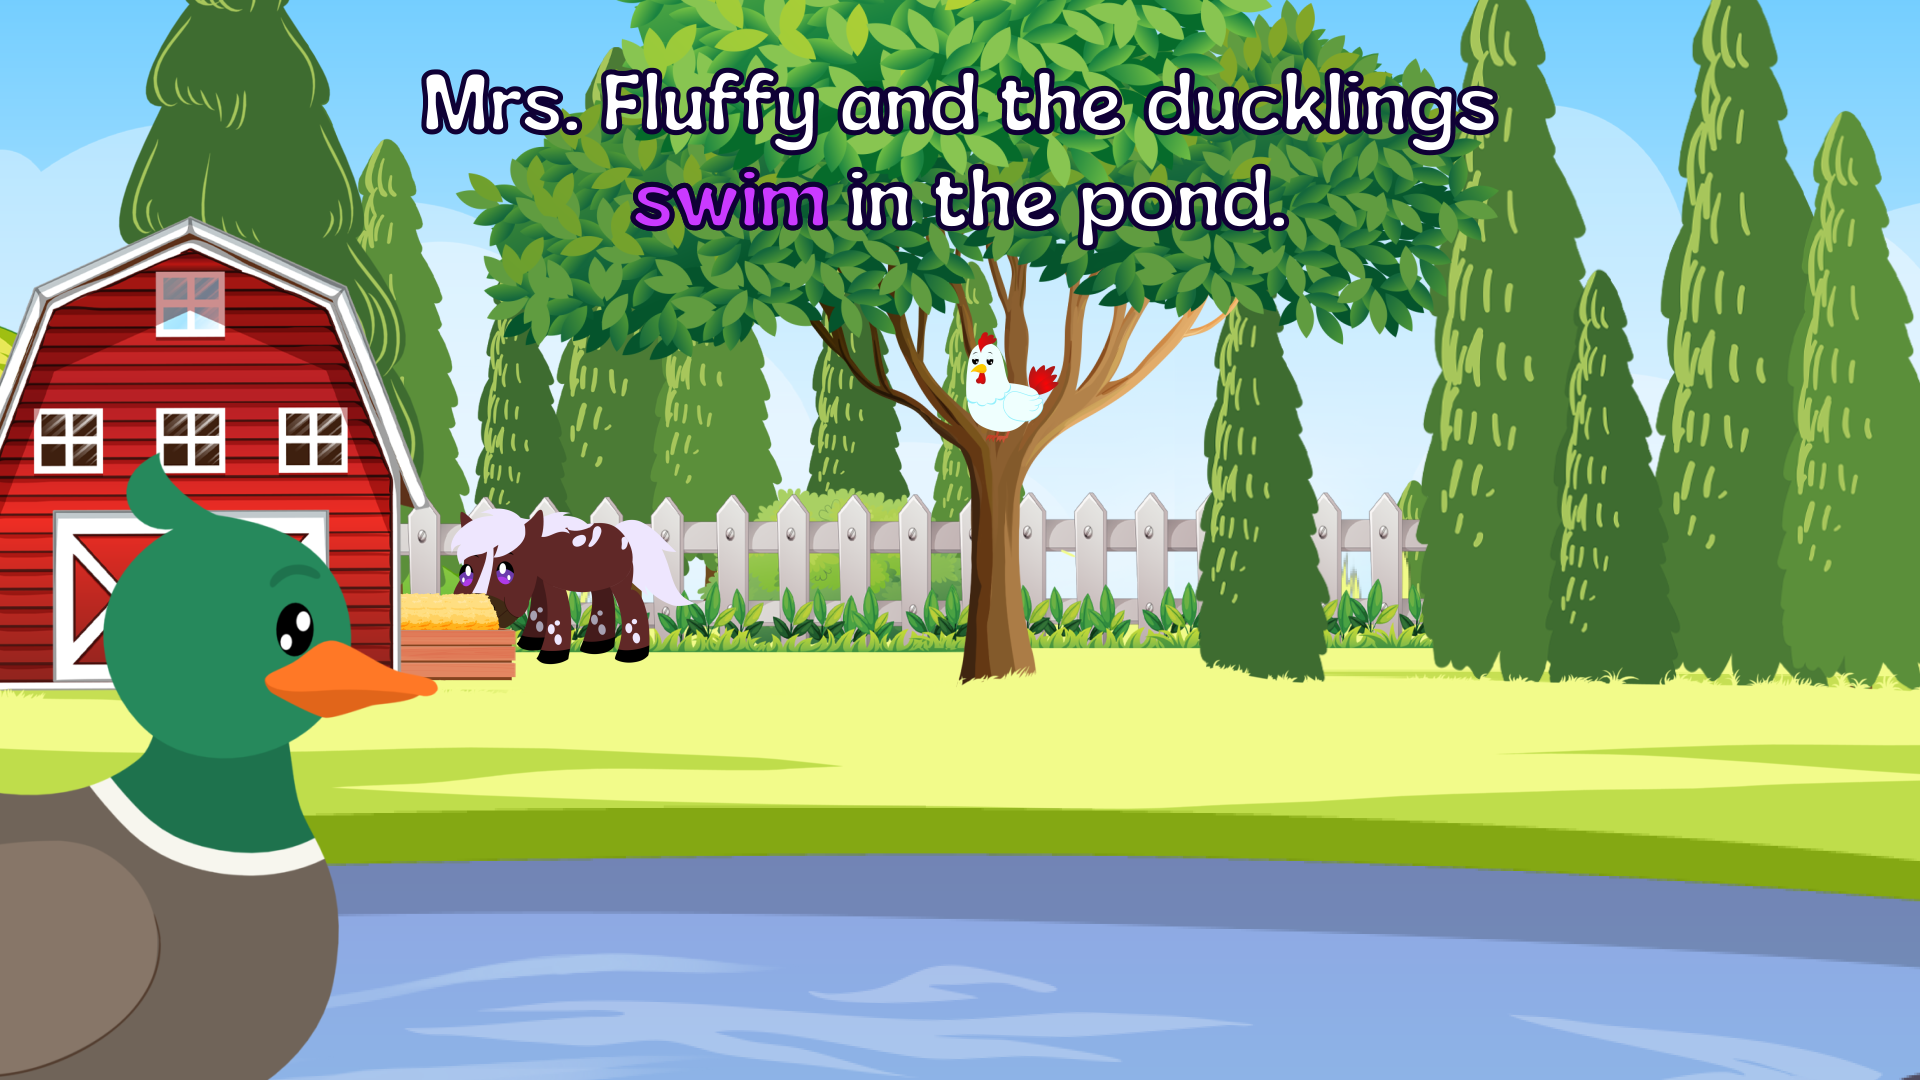 Mrs. Fluffy and the ducklings
swim in the pond.